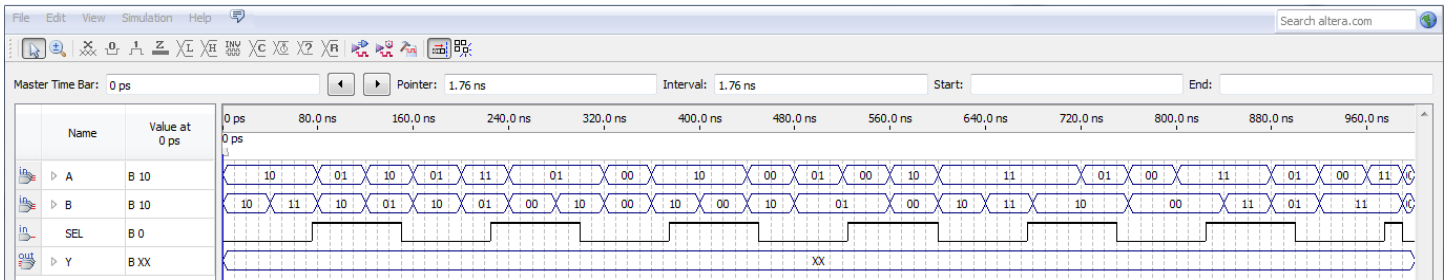 File Edit View Simulation Help
Search altera.com
Master Time Bar: 0 ps Pointer: 1.76 ns Interval: 1.76 ns Start: End:
Name Value at 0 ps 0 ps 80.0 ns 160.0 ns 240.0 ns 320.0 ns 400.0 ns 480.0 ns 560.0 ns 640.0 ns 720.0 ns 800.0 ns 880.0 ns 960.0 ns
0 ps
in A B 10 10 01 10 01 11 01 00 10 00 01 00 10 11 01 00 11 01 00 11
in B B 10 10 11 10 01 10 01 00 10 00 10 00 10 01 00 10 11 10 00 11 01 11
in SEL B 0
out Y B XX XX